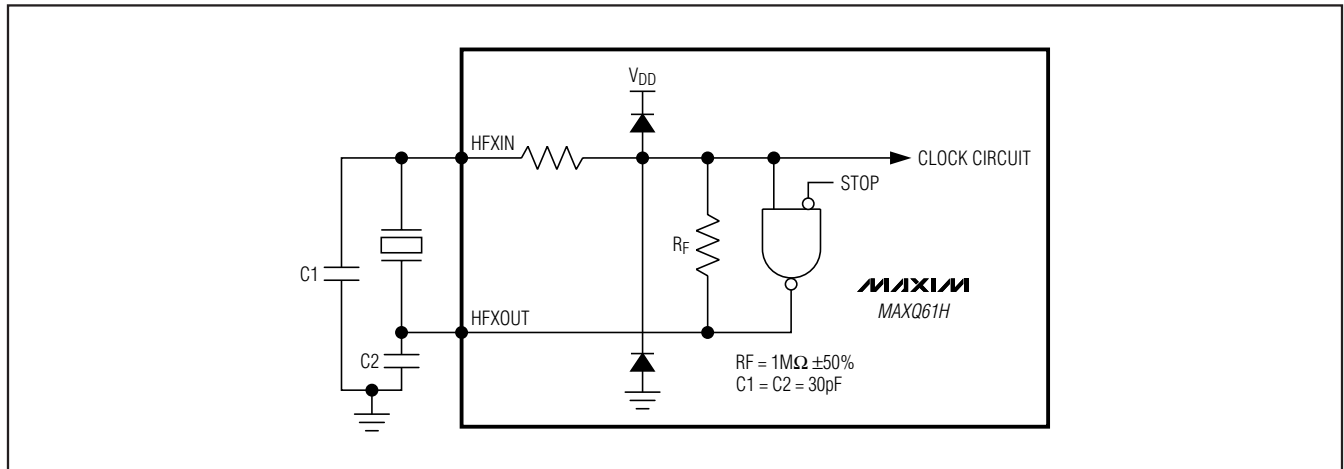 VDD
HFXIN
CLOCK CIRCUIT
STOP
RF
C1
MAXIM
MAXQ61H
HFXOUT
C2
RF = 1MΩ ±50%
C1 = C2 = 30pF